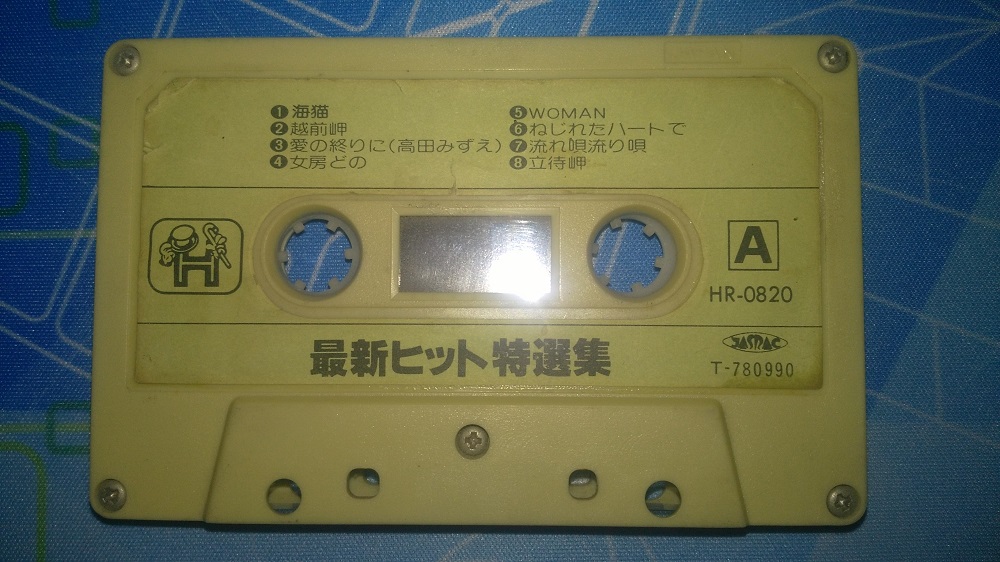 ❶海猫
❷越前岬
❸愛の終りに(高田みずえ)
❹女房どの
❺WOMAN
❻ねじれたハートで
❼流れ唄流り唄
❽立待岬
H
A
HR-0820
最新ヒット特選集
JASRAC
T-780990